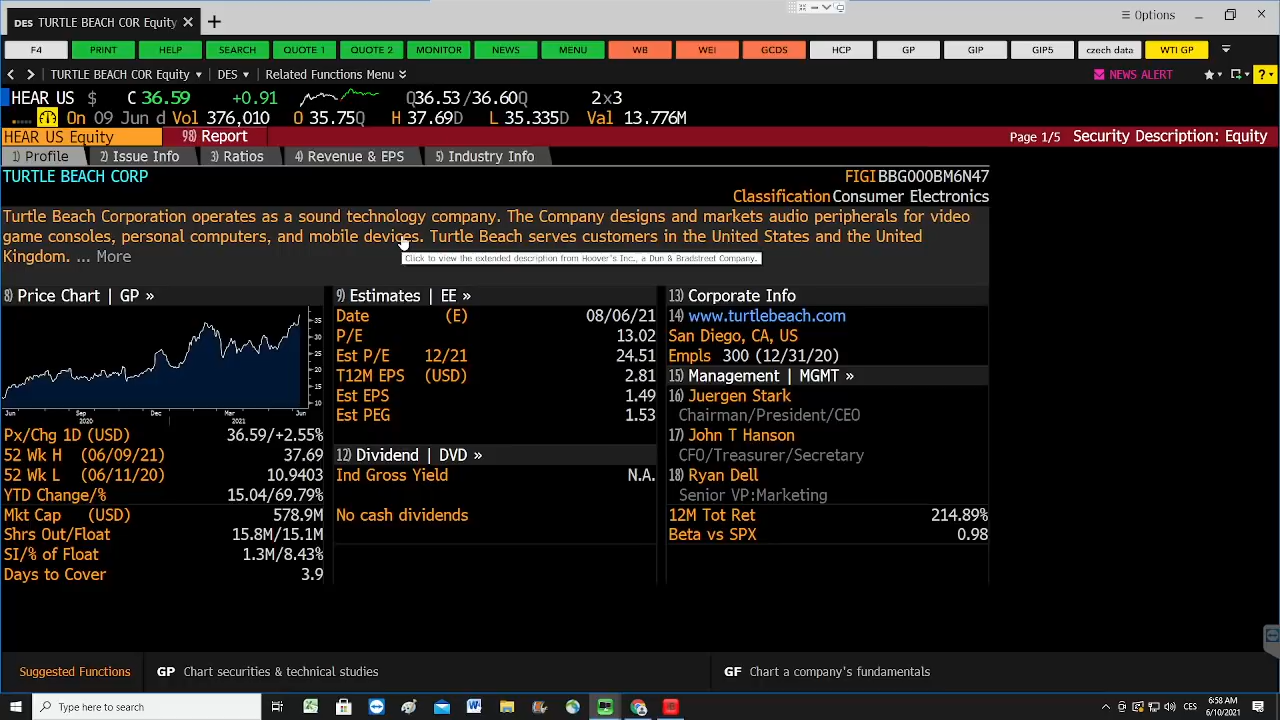 DES TURTLE BEACH COR Equity
Options
F4 PRINT HELP SEARCH QUOTE 1 QUOTE 2 MONITOR NEWS MENU WB WEI GCDS HCP GP GIP GIP5 czech data WTI GP
TURTLE BEACH COR Equity DES Related Functions Menu NEWS ALERT
HEAR US $ C 36.59 +0.91 Q36.53/36.60Q 2x3
On 09 Jun d Vol 376,010 O 35.75Q H 37.69D L 35.335D Val 13.776M
HEAR US Equity 98) Report Page 1/5 Security Description: Equity
1) Profile 2) Issue Info 3) Ratios 4) Revenue & EPS 5) Industry Info
TURTLE BEACH CORP FIGI BBG000BM6N47
Classification Consumer Electronics
Turtle Beach Corporation operates as a sound technology company. The Company designs and markets audio peripherals for video
game consoles, personal computers, and mobile devices. Turtle Beach serves customers in the United States and the United
Kingdom. ... More
Click to view the extended description from Hoover's Inc., a Dun & Bradstreet Company.
8) Price Chart | GP »
35
30
25
20
15
10
Jun Sep Dec Mar Jun
2020 2021
Px/Chg 1D (USD) 36.59/+2.55%
52 Wk H (06/09/21) 37.69
52 Wk L (06/11/20) 10.9403
YTD Change/% 15.04/69.79%
Mkt Cap (USD) 578.9M
Shrs Out/Float 15.8M/15.1M
SI/% of Float 1.3M/8.43%
Days to Cover 3.9
9) Estimates | EE »
Date (E) 08/06/21
P/E 13.02
Est P/E 12/21 24.51
T12M EPS (USD) 2.81
Est EPS 1.49
Est PEG 1.53
12) Dividend | DVD »
Ind Gross Yield N.A.
No cash dividends
13) Corporate Info
14) www.turtlebeach.com
San Diego, CA, US
Empls 300 (12/31/20)
15) Management | MGMT »
16) Juergen Stark
Chairman/President/CEO
17) John T Hanson
CFO/Treasurer/Secretary
18) Ryan Dell
Senior VP:Marketing
12M Tot Ret 214.89%
Beta vs SPX 0.98
Suggested Functions GP Chart securities & technical studies GF Chart a company's fundamentals
Type here to search
CES
6:58 AM
6/10/2021